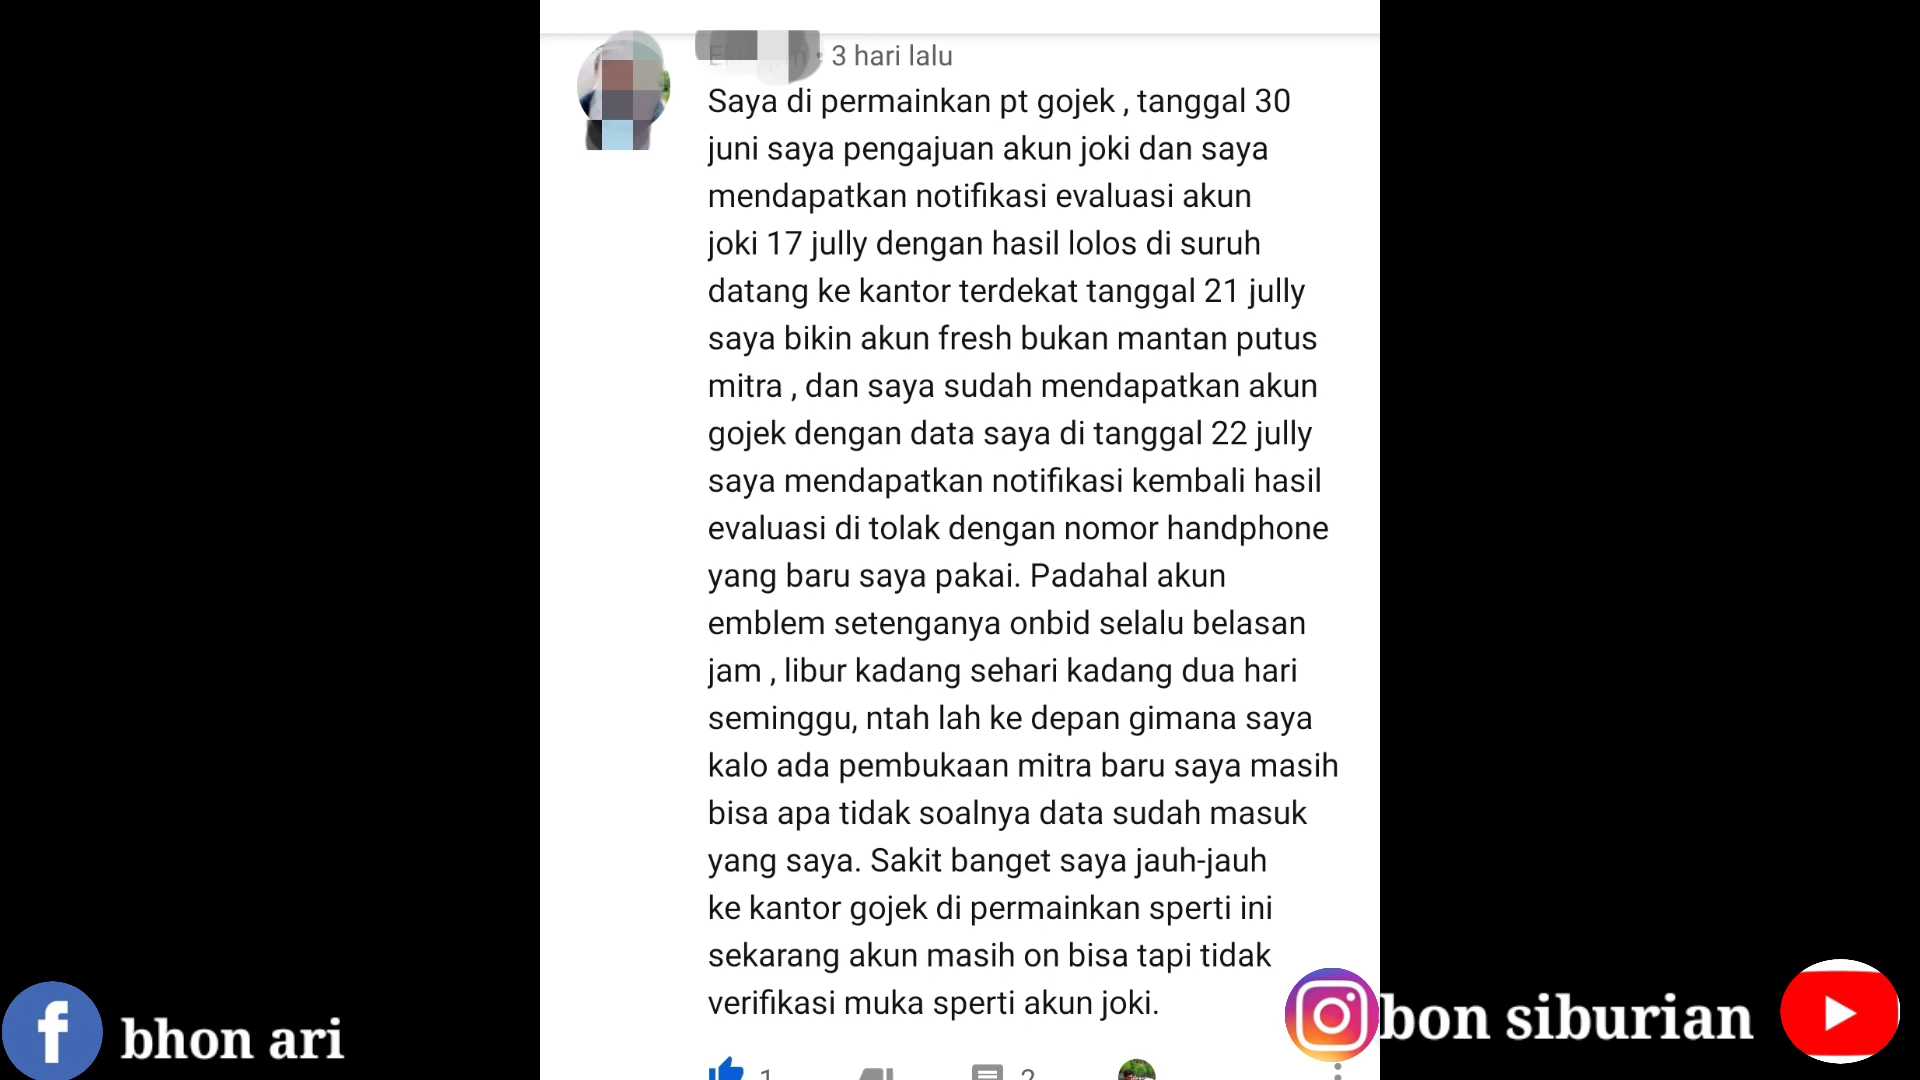 • 3 hari lalu
Saya di permainkan pt gojek , tanggal 30
juni saya pengajuan akun joki dan saya
mendapatkan notifikasi evaluasi akun
joki 17 jully dengan hasil lolos di suruh
datang ke kantor terdekat tanggal 21 jully
saya bikin akun fresh bukan mantan putus
mitra , dan saya sudah mendapatkan akun
gojek dengan data saya di tanggal 22 jully
saya mendapatkan notifikasi kembali hasil
evaluasi di tolak dengan nomor handphone
yang baru saya pakai. Padahal akun
emblem setenganya onbid selalu belasan
jam , libur kadang sehari kadang dua hari
seminggu, ntah lah ke depan gimana saya
kalo ada pembukaan mitra baru saya masih
bisa apa tidak soalnya data sudah masuk
yang saya. Sakit banget saya jauh-jauh
ke kantor gojek di permainkan sperti ini
sekarang akun masih on bisa tapi tidak
verifikasi muka sperti akun joki.
1 2
f bhon ari
bon siburian